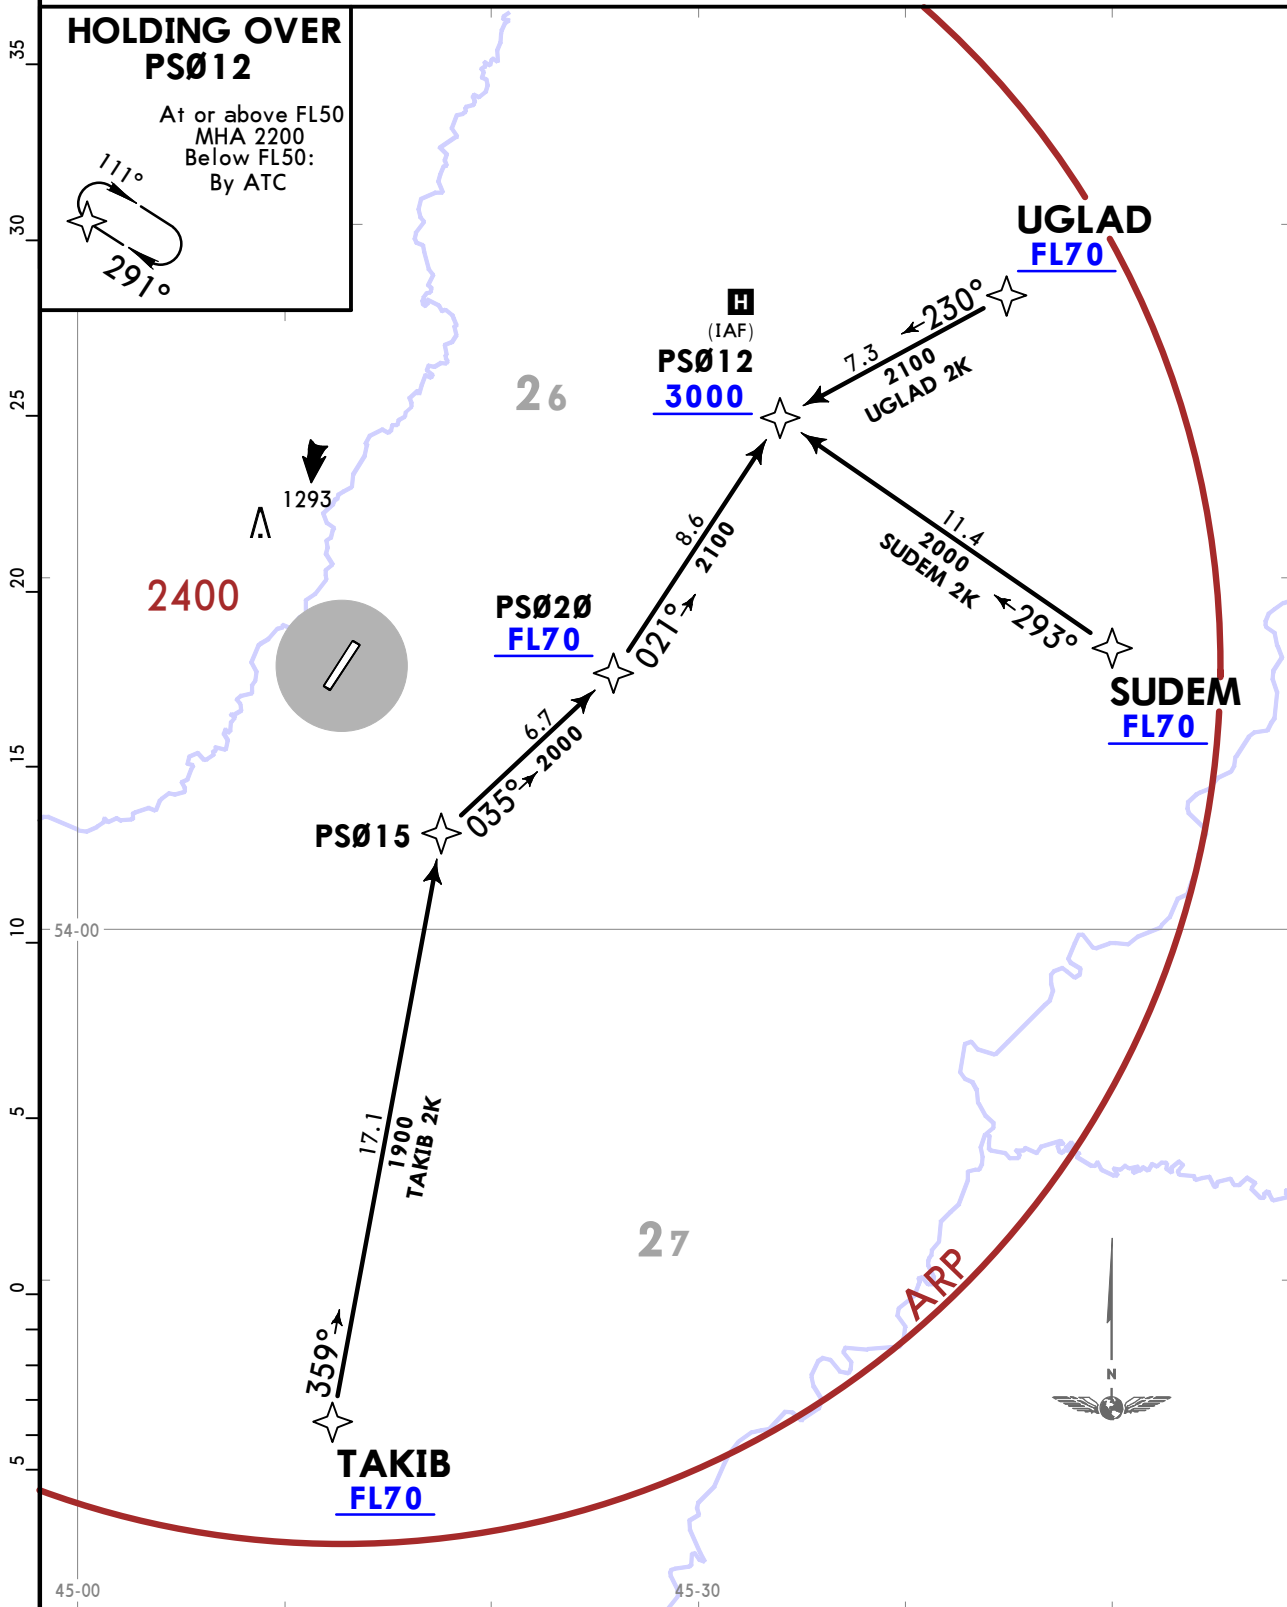 HOLDING OVER
PSØ12
At or above FL50
MHA 2200
Below FL50:
By ATC
111°
291°
35
30
25
20
15
10
5
0
5
UGLAD
FL70
230°
7.3
2100
UGLAD 2K
H
(IAF)
PSØ12
3000
26
1293
2400
8.6
2100
021°
11.4
2000
SUDEM 2K
293°
SUDEM
FL70
PSØ2Ø
FL70
6.7
2000
035°
PSØ15
54-00
17.1
1900
TAKIB 2K
359°
TAKIB
FL70
27
ARP
N
45-00
45-30